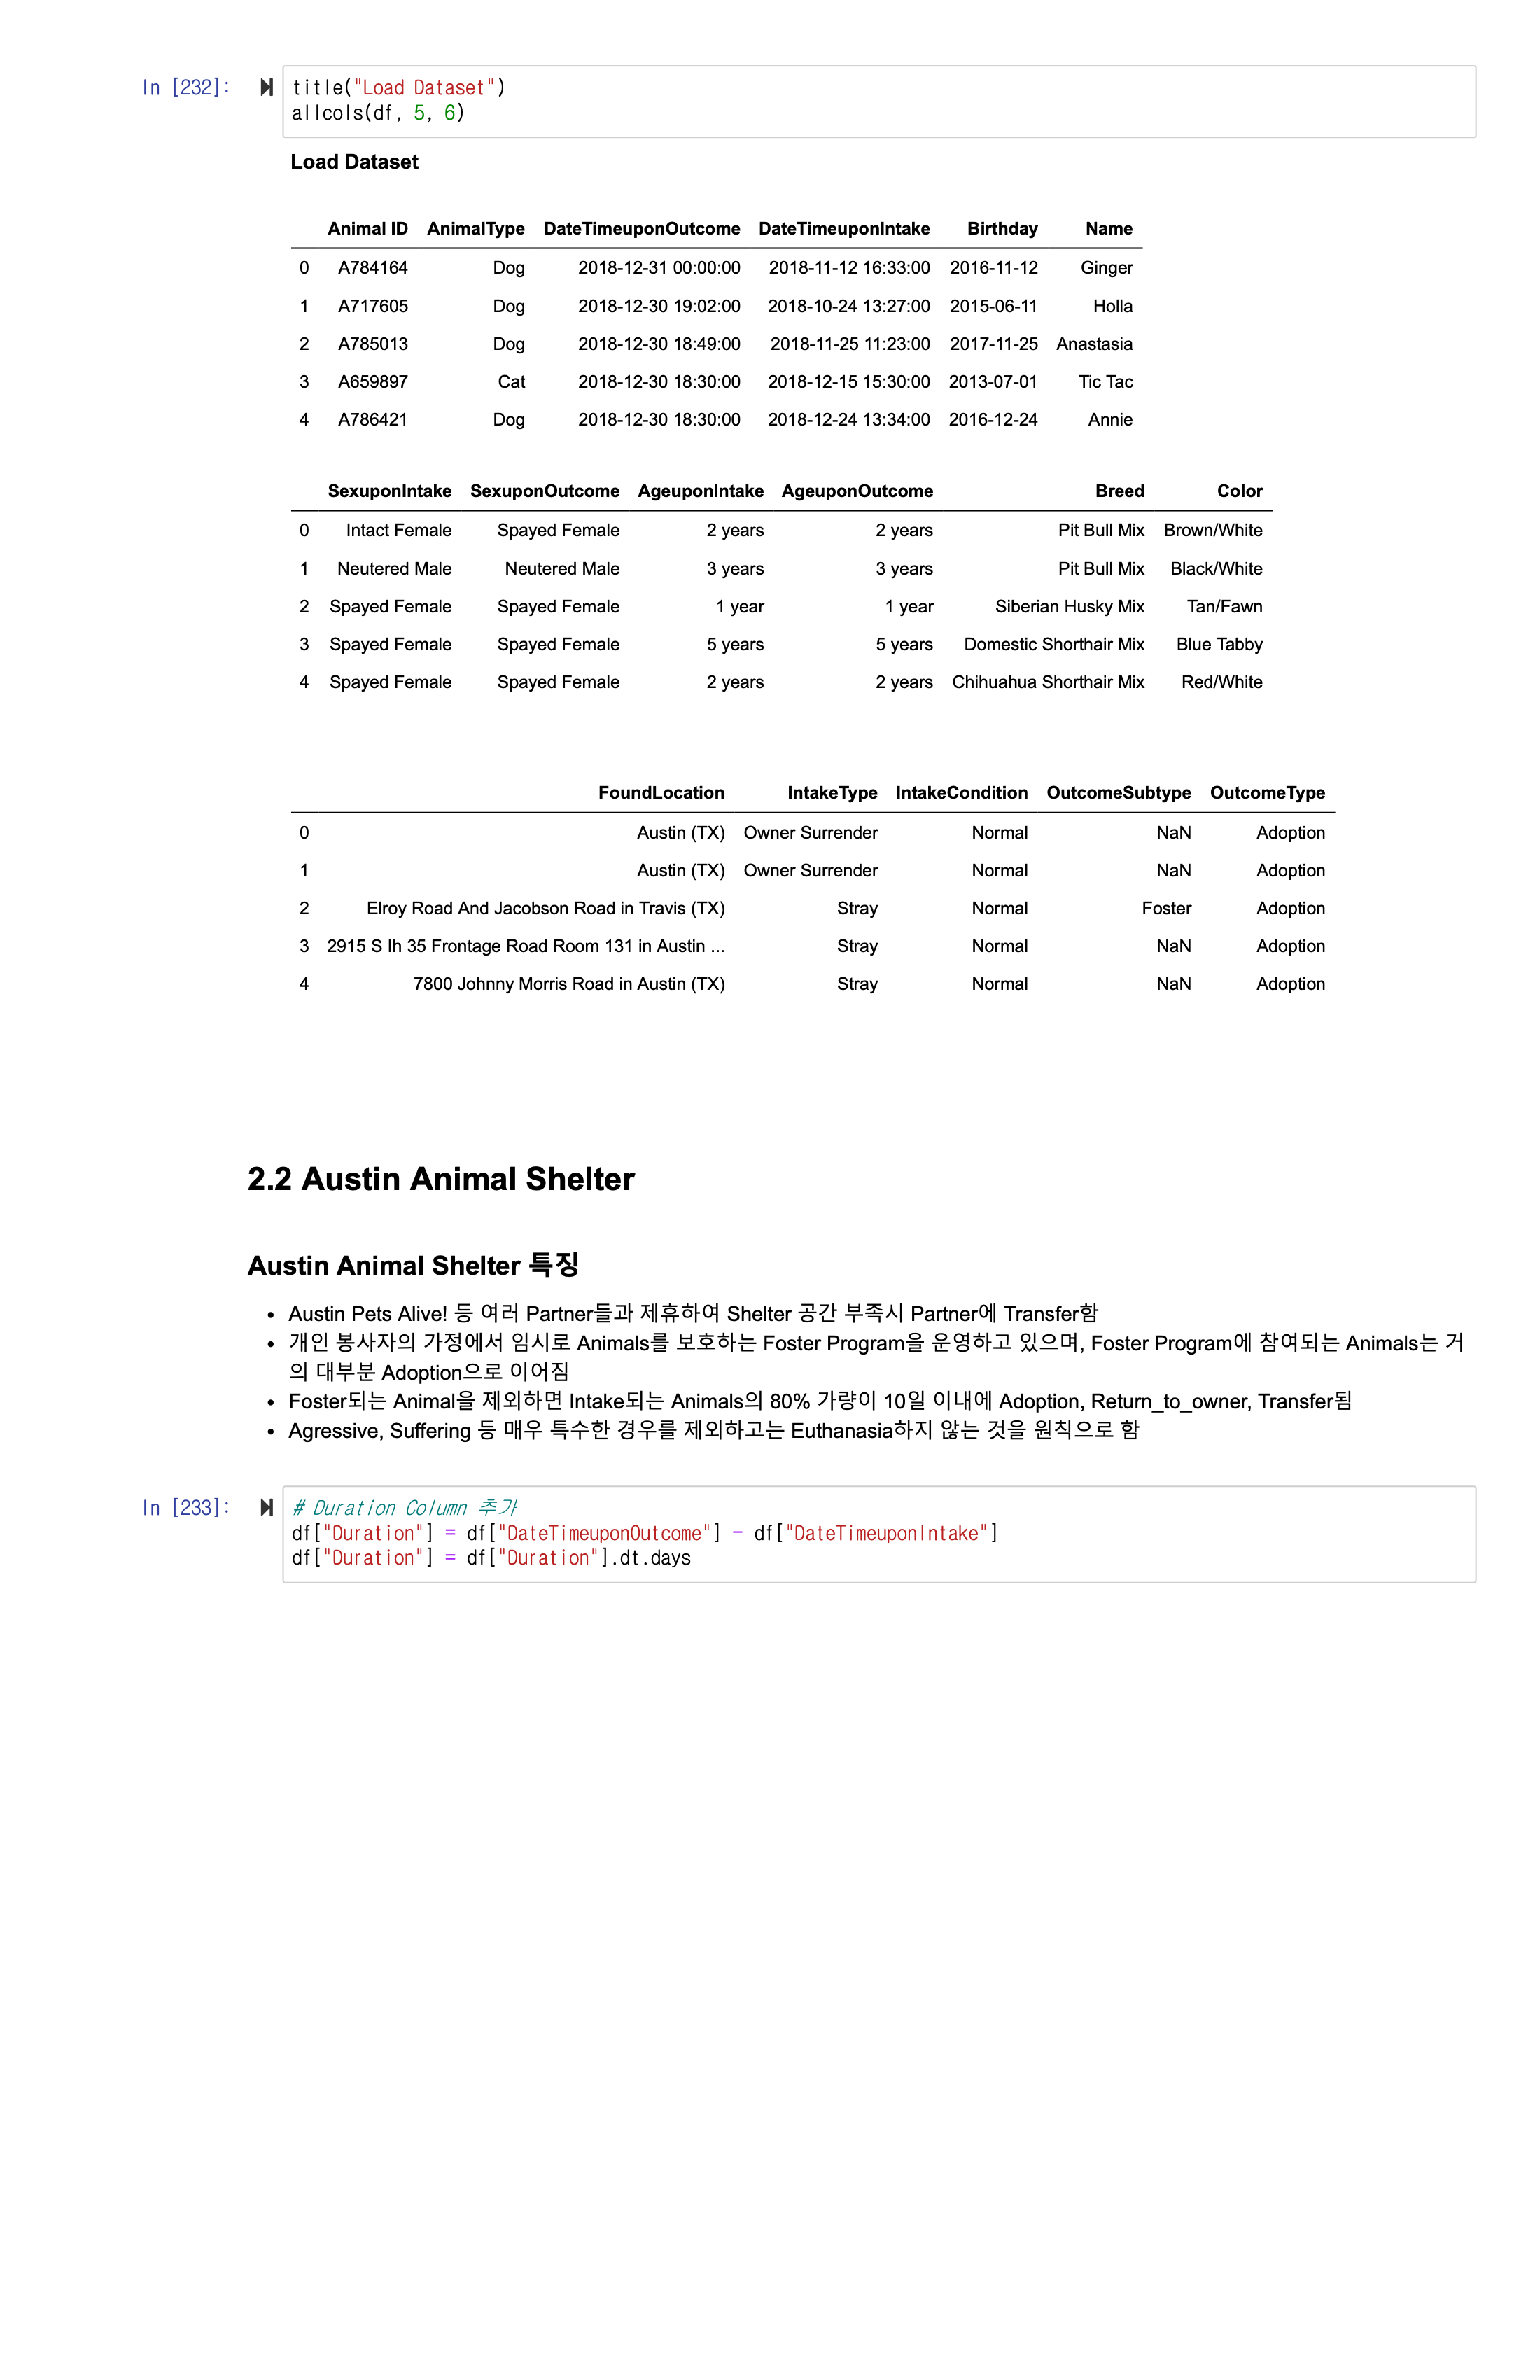 In [232]: title("Load Dataset")
allcols(df, 5, 6)
Load Dataset
Animal ID AnimalType DateTimeuponOutcome DateTimeuponIntake Birthday Name
0 A784164 Dog 2018-12-31 00:00:00 2018-11-12 16:33:00 2016-11-12 Ginger
1 A717605 Dog 2018-12-30 19:02:00 2018-10-24 13:27:00 2015-06-11 Holla
2 A785013 Dog 2018-12-30 18:49:00 2018-11-25 11:23:00 2017-11-25 Anastasia
3 A659897 Cat 2018-12-30 18:30:00 2018-12-15 15:30:00 2013-07-01 Tic Tac
4 A786421 Dog 2018-12-30 18:30:00 2018-12-24 13:34:00 2016-12-24 Annie
SexuponIntake SexuponOutcome AgeuponIntake AgeuponOutcome Breed Color
0 Intact Female Spayed Female 2 years 2 years Pit Bull Mix Brown/White
1 Neutered Male Neutered Male 3 years 3 years Pit Bull Mix Black/White
2 Spayed Female Spayed Female 1 year 1 year Siberian Husky Mix Tan/Fawn
3 Spayed Female Spayed Female 5 years 5 years Domestic Shorthair Mix Blue Tabby
4 Spayed Female Spayed Female 2 years 2 years Chihuahua Shorthair Mix Red/White
FoundLocation IntakeType IntakeCondition OutcomeSubtype OutcomeType
0 Austin (TX) Owner Surrender Normal NaN Adoption
1 Austin (TX) Owner Surrender Normal NaN Adoption
2 Elroy Road And Jacobson Road in Travis (TX) Stray Normal Foster Adoption
3 2915 S Ih 35 Frontage Road Room 131 in Austin ... Stray Normal NaN Adoption
4 7800 Johnny Morris Road in Austin (TX) Stray Normal NaN Adoption
2.2 Austin Animal Shelter
Austin Animal Shelter 특징
• Austin Pets Alive! 등 여러 Partner들과 제휴하여 Shelter 공간 부족시 Partner에 Transfer함
• 개인 봉사자의 가정에서 임시로 Animals를 보호하는 Foster Program을 운영하고 있으며, Foster Program에 참여되는 Animals는 거
의 대부분 Adoption으로 이어짐
• Foster되는 Animal을 제외하면 Intake되는 Animals의 80% 가량이 10일 이내에 Adoption, Return_to_owner, Transfer됨
• Agressive, Suffering 등 매우 특수한 경우를 제외하고는 Euthanasia하지 않는 것을 원칙으로 함
In [233]: # Duration Column 추가
df["Duration"] = df["DateTimeuponOutcome"] - df["DateTimeuponIntake"]
df["Duration"] = df["Duration"].dt.days